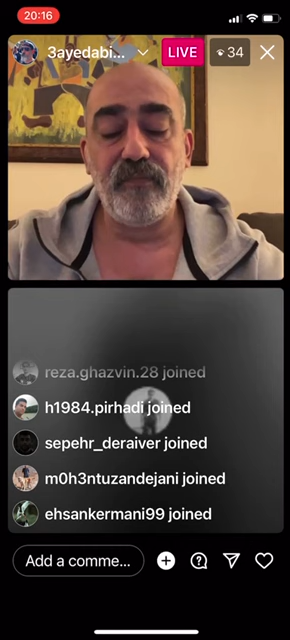 20:16
3ayedabi...
LIVE
34
reza.ghazvin.28 joined
h1984.pirhadi joined
sepehr_deraiver joined
m0h3ntuzandejani joined
ehsankermani99 joined
Add a comme...